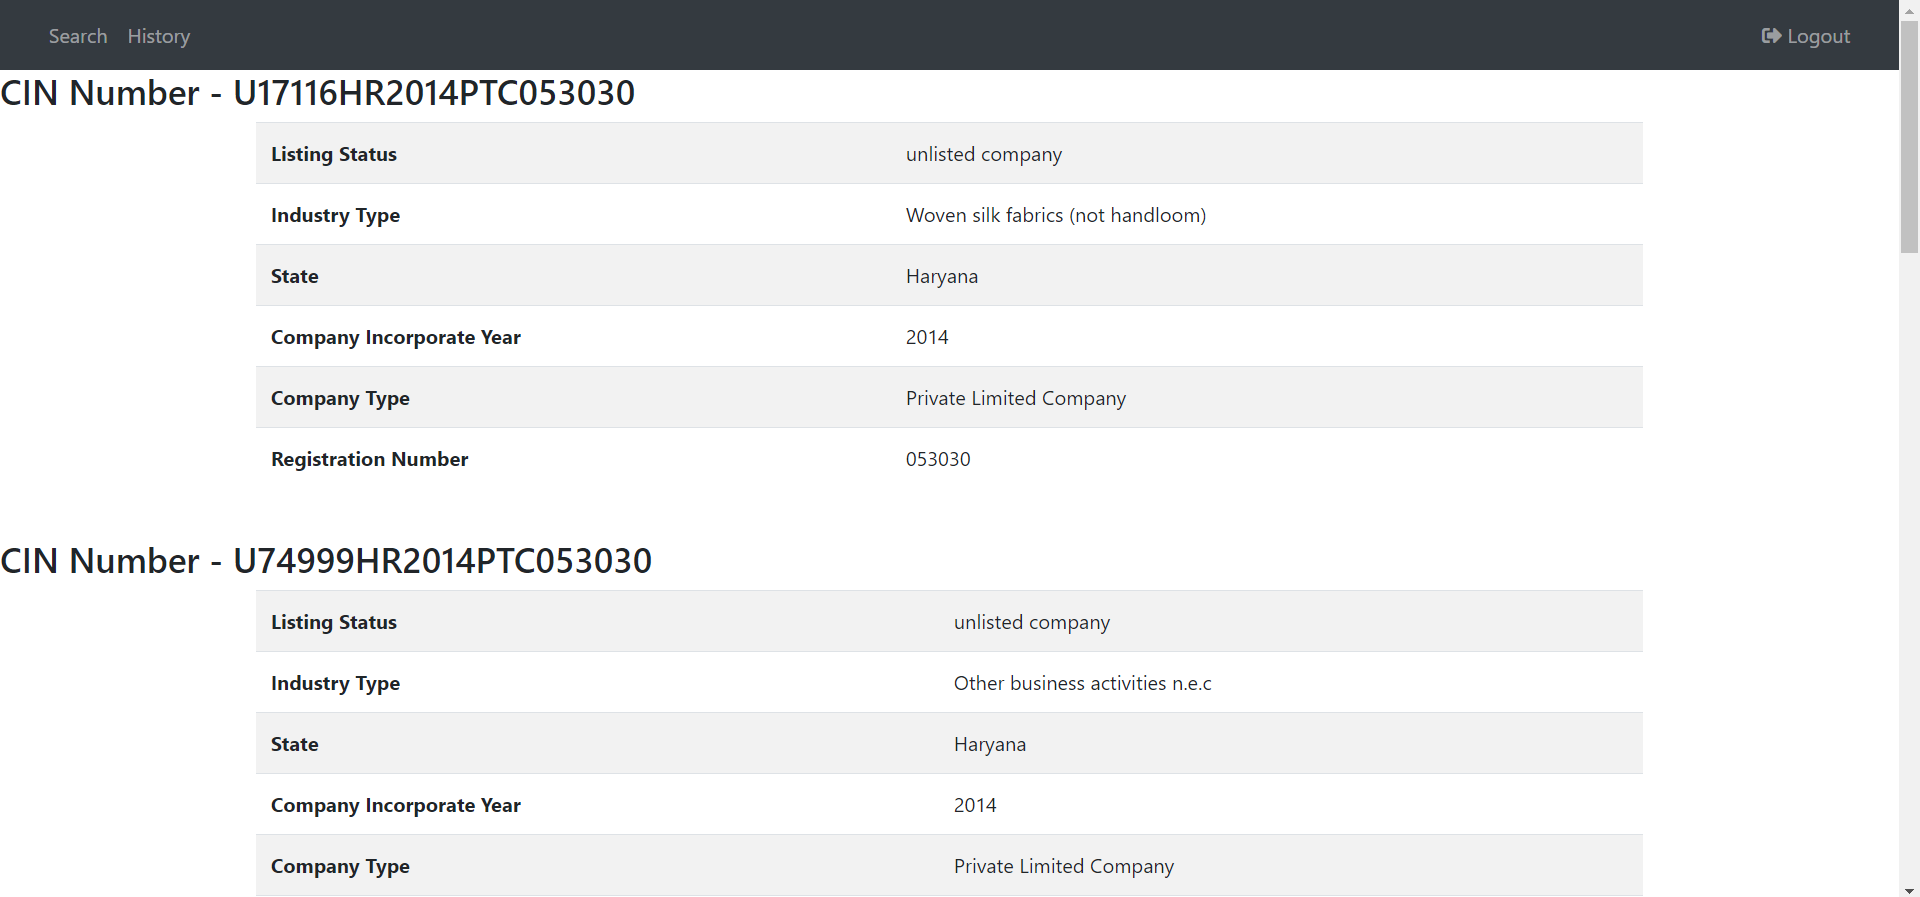 Search History Logout
CIN Number - U17116HR2014PTC053030
Listing Status unlisted company
Industry Type Woven silk fabrics (not handloom)
State Haryana
Company Incorporate Year 2014
Company Type Private Limited Company
Registration Number 053030
CIN Number - U74999HR2014PTC053030
Listing Status unlisted company
Industry Type Other business activities n.e.c
State Haryana
Company Incorporate Year 2014
Company Type Private Limited Company